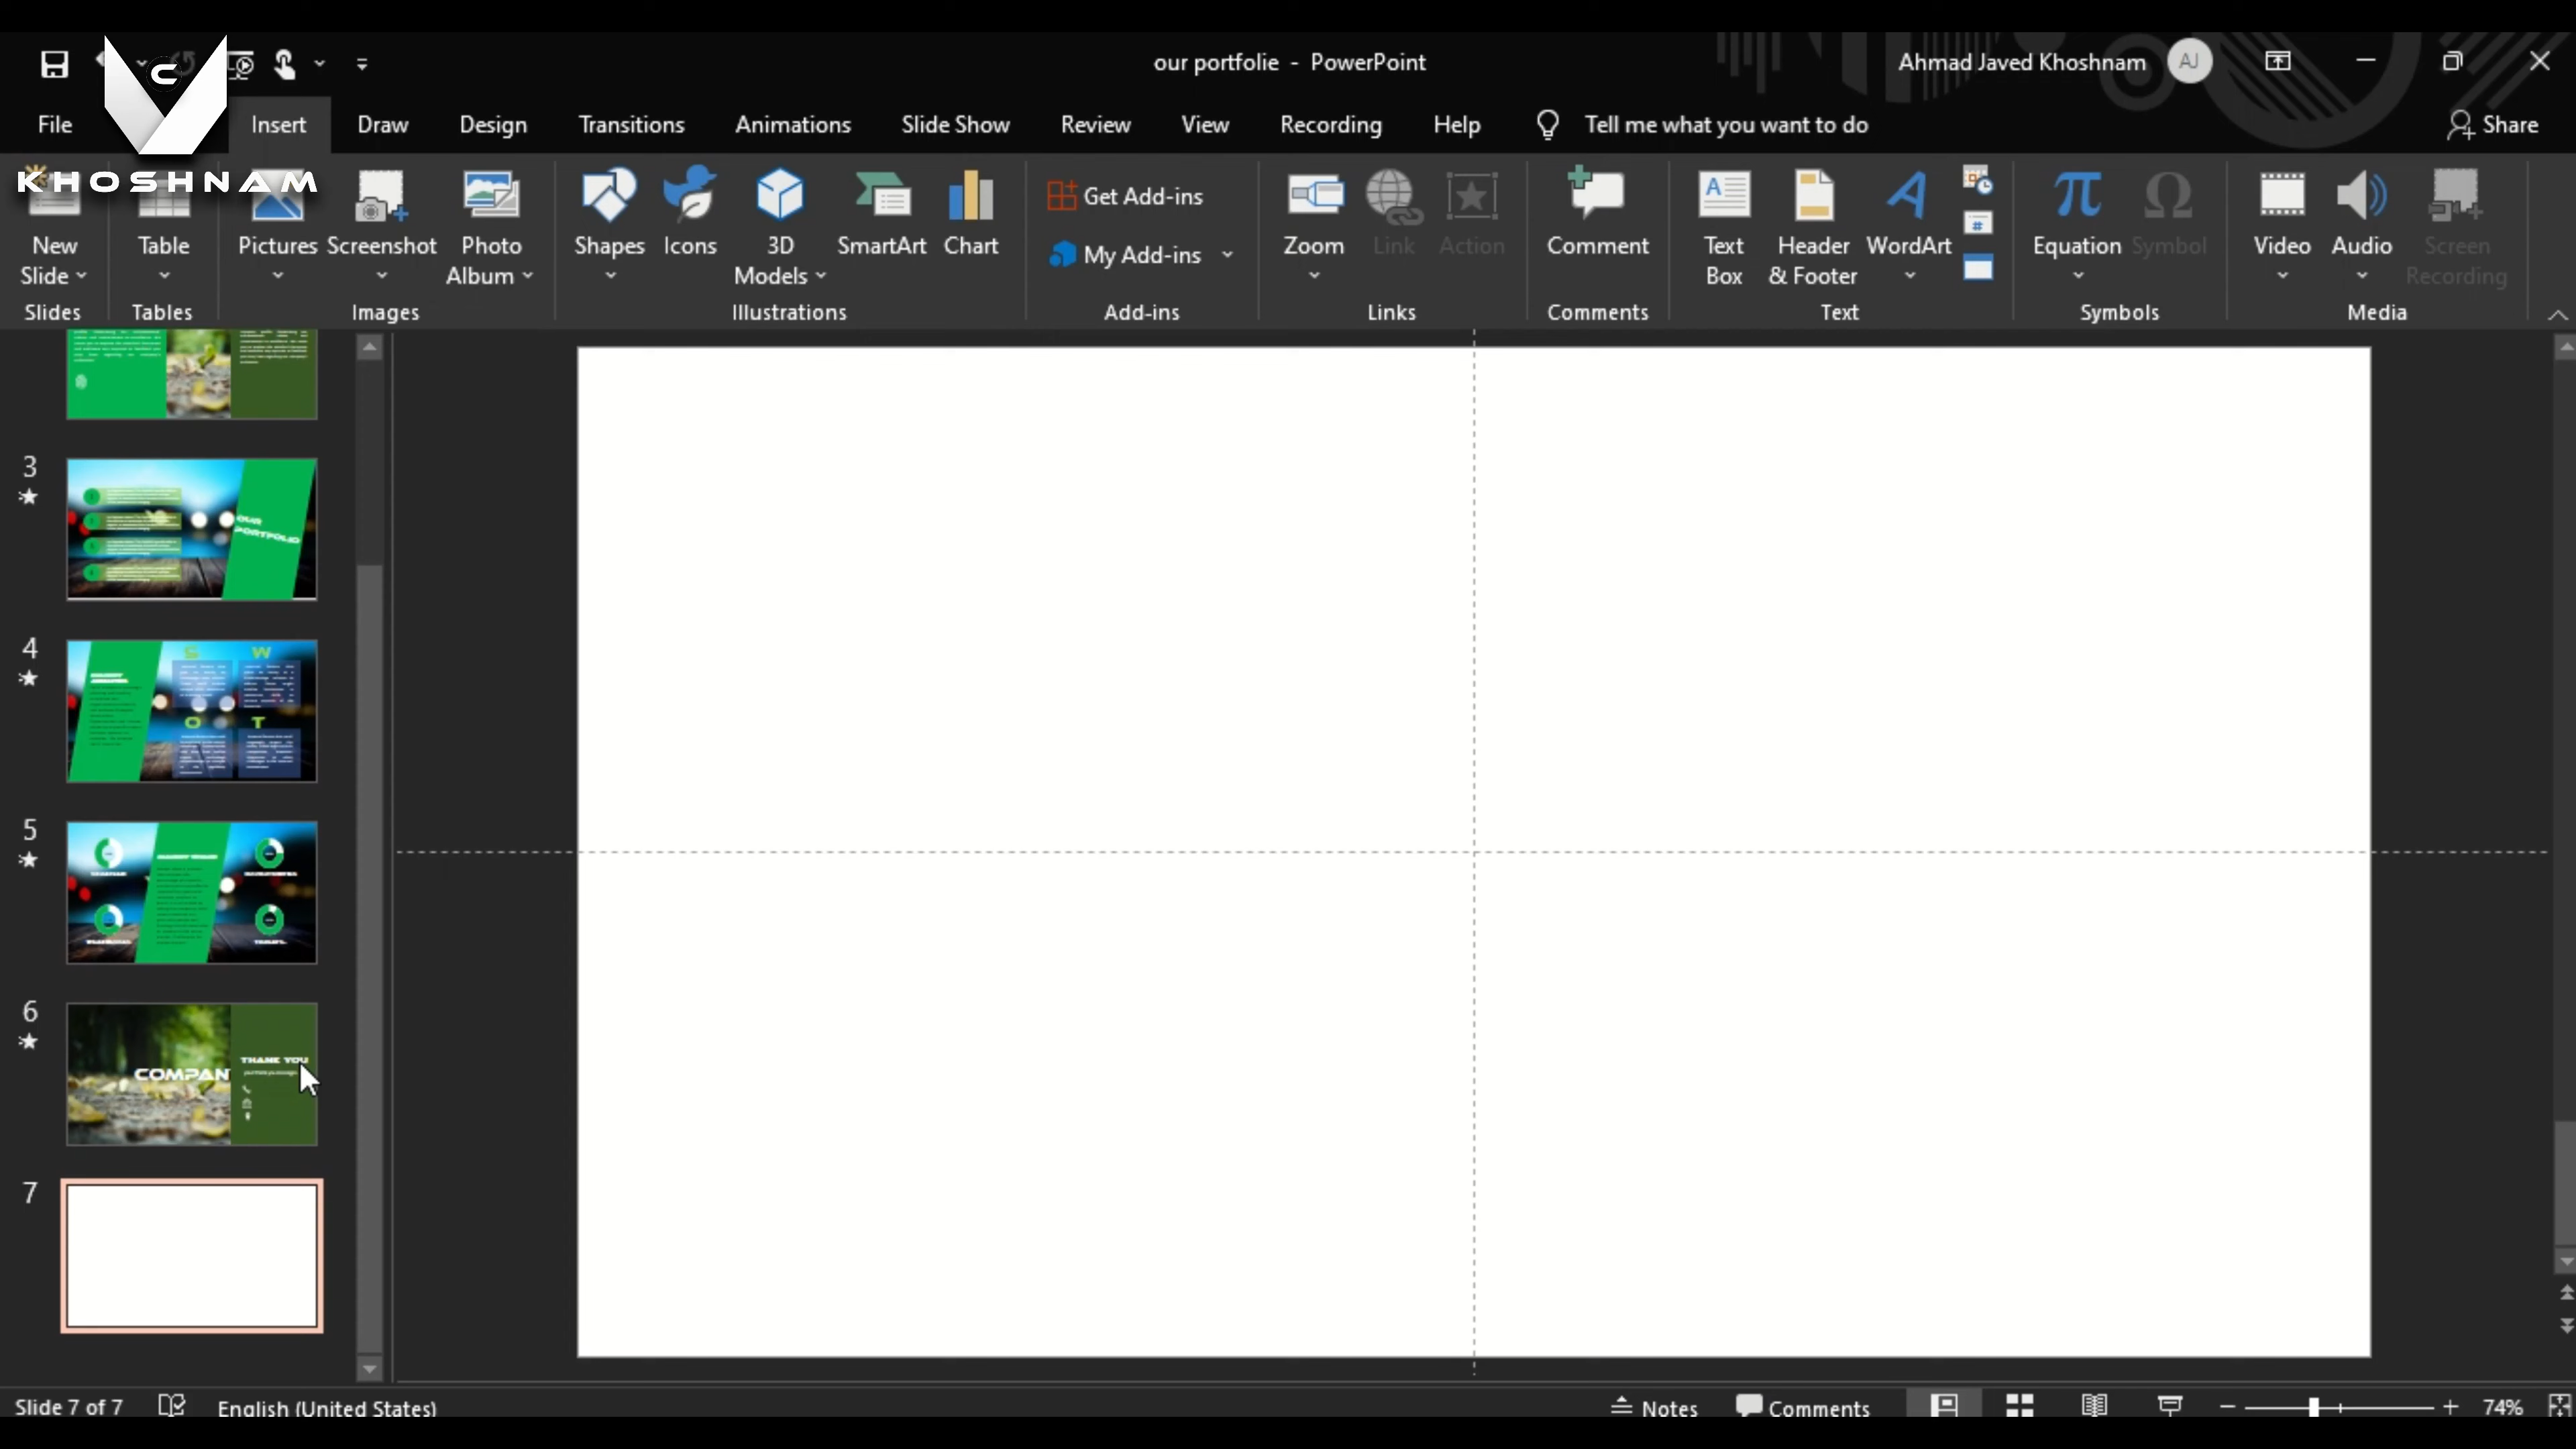 our portfolie - PowerPoint
Ahmad Javed Khoshnam
AJ
C
KHOSHNAM
File
Insert
Draw
Design
Transitions
Animations
Slide Show
Review
View
Recording
Help
Tell me what you want to do
Share
New
Slide
Table
Pictures
Screenshot
Photo
Album
Shapes
Icons
3D
Models
SmartArt
Chart
Get Add-ins
My Add-ins
Zoom
Link
Action
Comment
Text
Box
Header
& Footer
WordArt
Equation
Symbol
Video
Audio
Screen
Recording
Slides
Tables
Images
Illustrations
Add-ins
Links
Comments
Text
Symbols
Media
3
OUR
PORTFOLIO
4
S
W
O
T
5
6
COMPAN
THANK YOU
7
Slide 7 of 7
English (United States)
Notes
Comments
74%